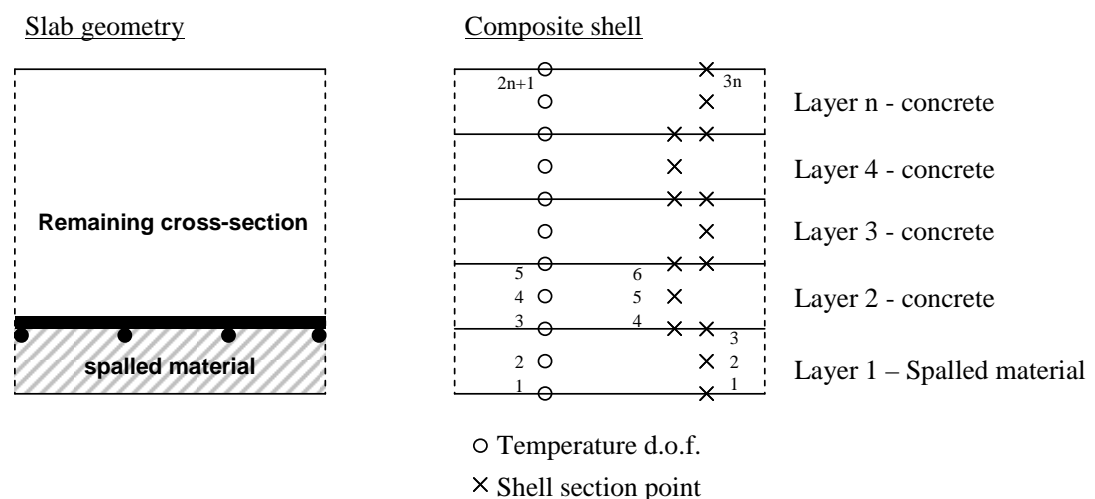 Slab geometry
Composite shell
2n+1
3n
Layer n - concrete
Layer 4 - concrete
Remaining cross-section
Layer 3 - concrete
5
6
4
5
Layer 2 - concrete
3
4
3
spalled material
2
2
Layer 1 – Spalled material
1
1
Temperature d.o.f.
Shell section point